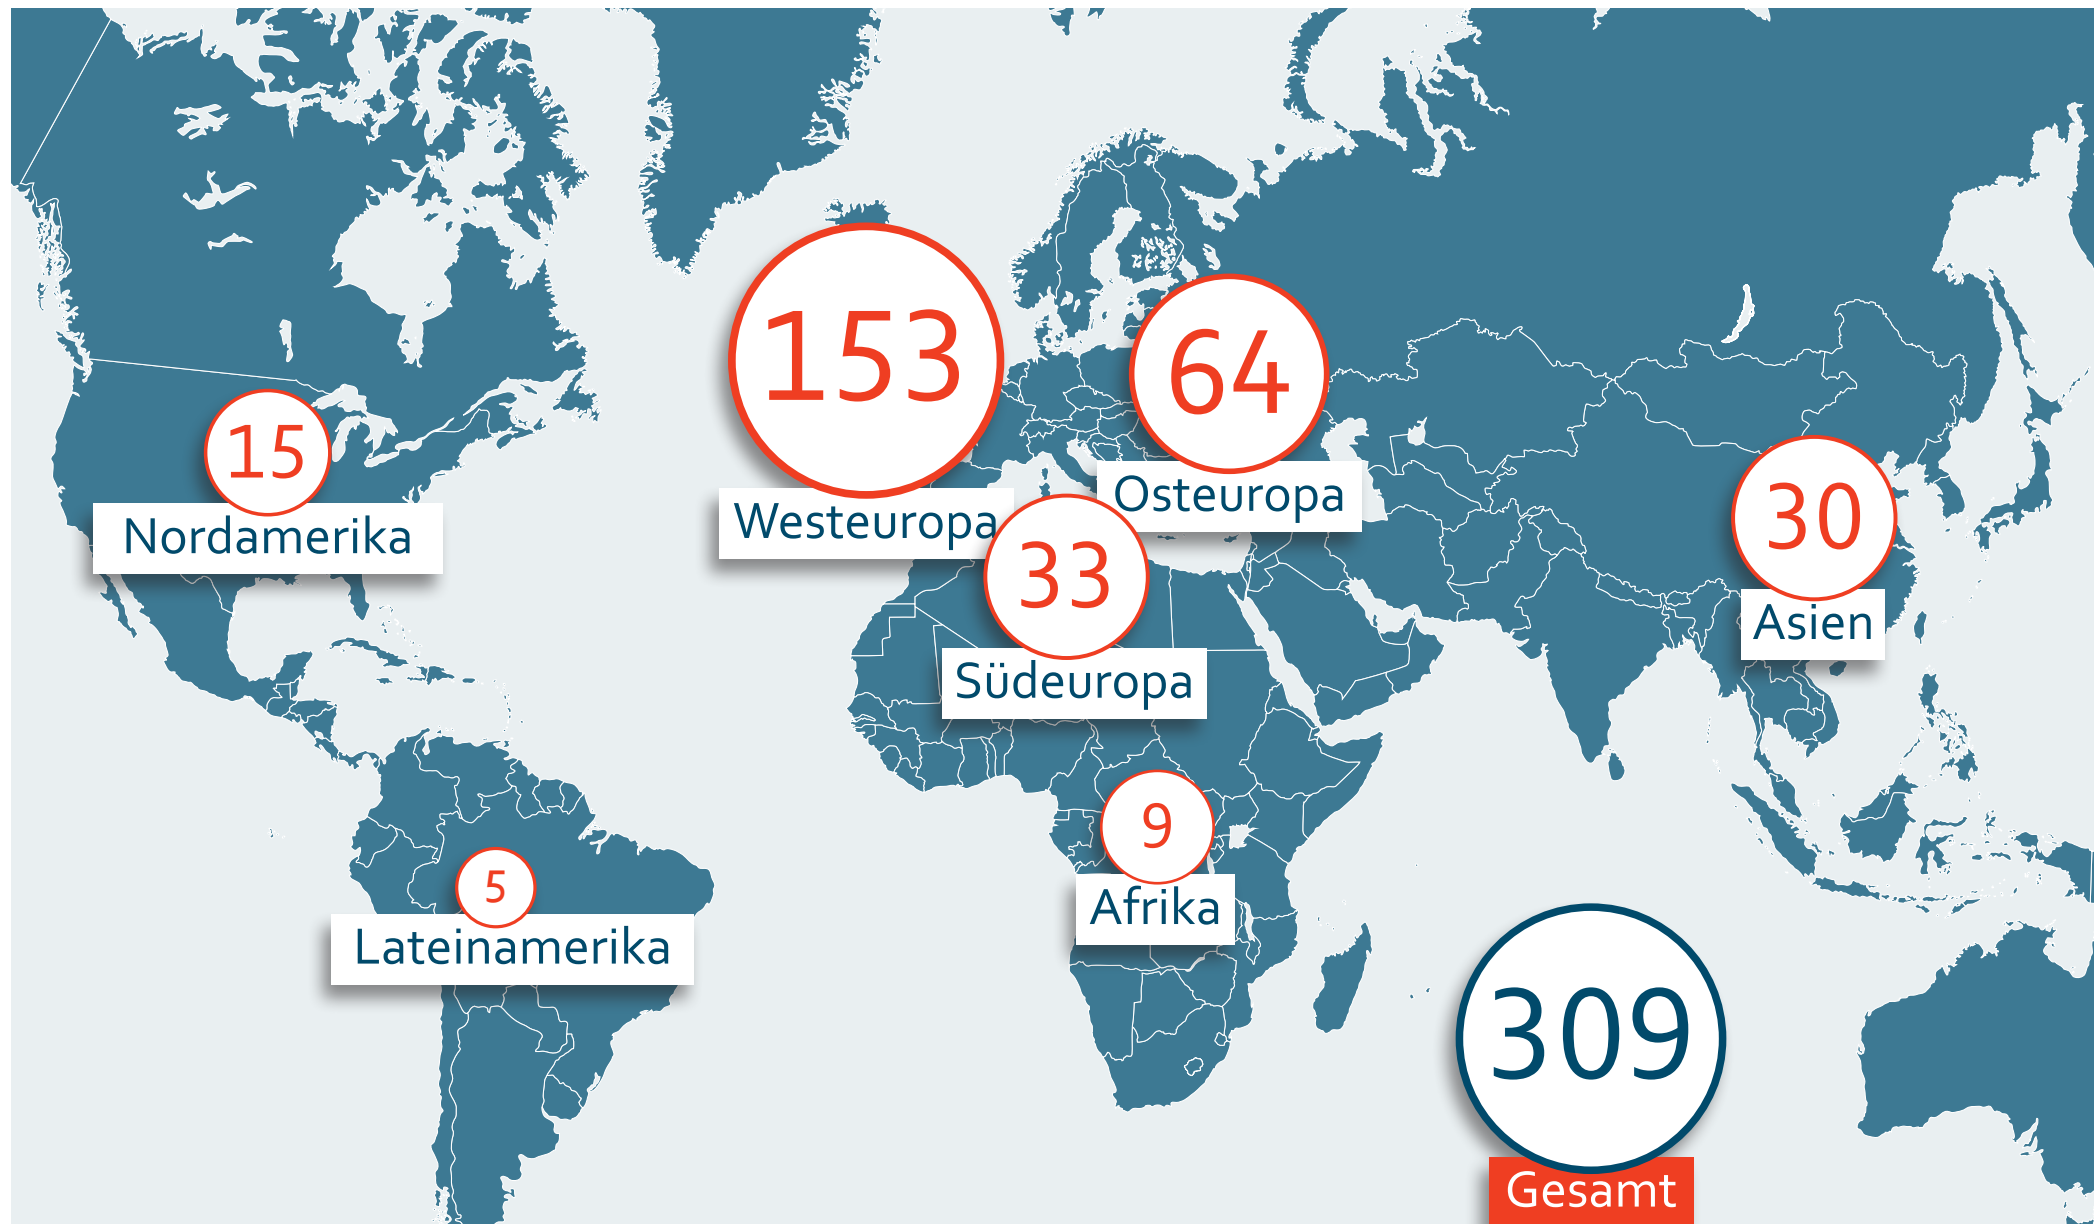 153
Westeuropa
64
Osteuropa
15
Nordamerika
33
Südeuropa
30
Asien
9
Afrika
5
Lateinamerika
309
Gesamt